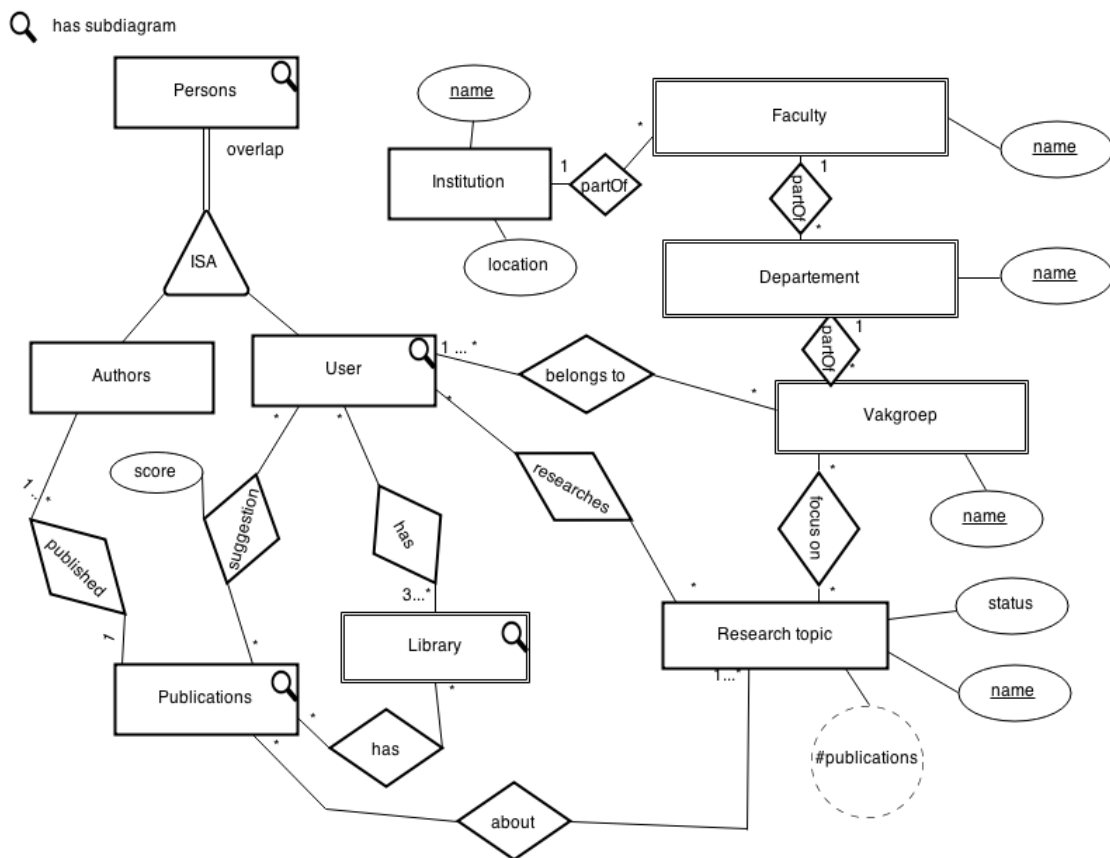 has subdiagram
Persons
overlap
ISA
name
Institution
location
1
partOf
*
Faculty
name
1
partOf
*
Departement
name
1
partOf
*
Vakgroep
name
Authors
User
1 ... *
belongs to
*
*
researches
*
*
focus on
*
Research topic
status
name
#publications
1...*
1... *
published
1
score
*
suggestion
*
*
has
3...*
Library
*
has
*
Publications
*
about